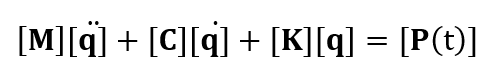 [𝐌][𝐪̈] + [𝐂][𝐪̇] + [𝐊][𝐪] = [𝐏(t)]